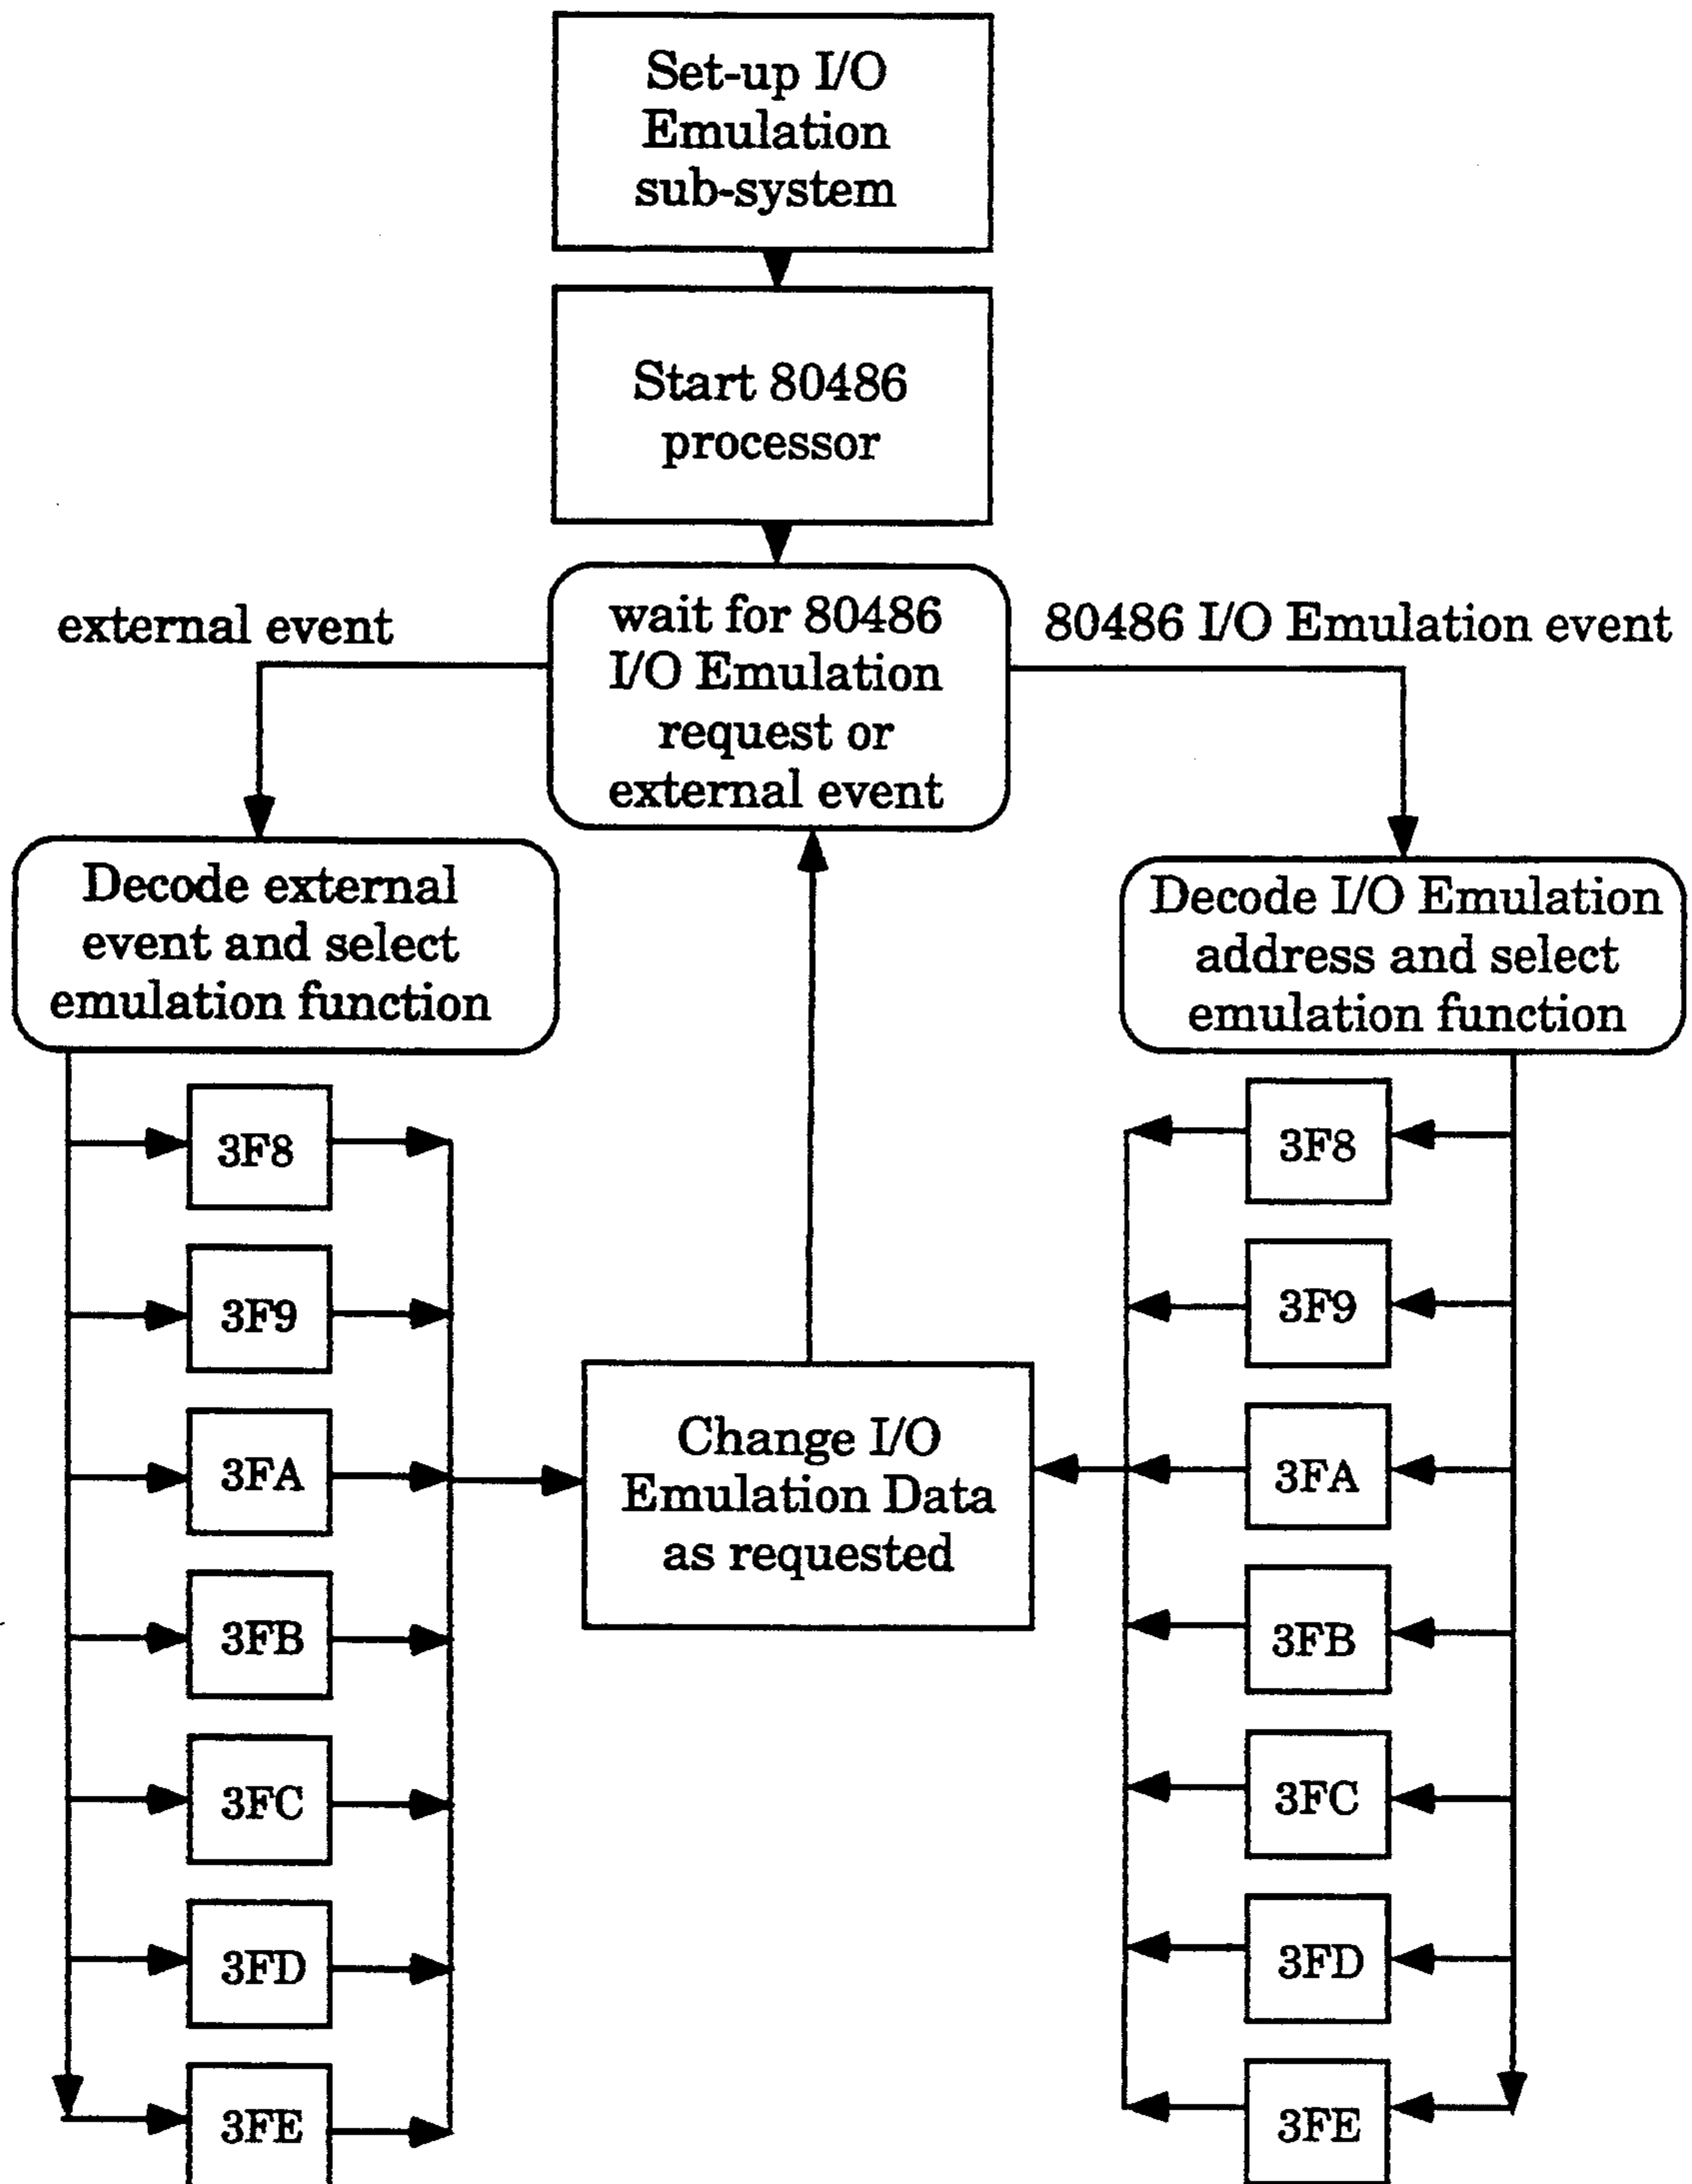 Set-up I/O
Emulation
sub-system
Start 80486
processor
external event
wait for 80486
I/O Emulation
request or
external event
80486 I/O Emulation event
Decode external
event and select
emulation function
Decode I/O Emulation
address and select
emulation function
3F8
3F9
3FA
3FB
3FC
3FD
3FE
Change I/O
Emulation Data
as requested
3F8
3F9
3FA
3FB
3FC
3FD
3FE